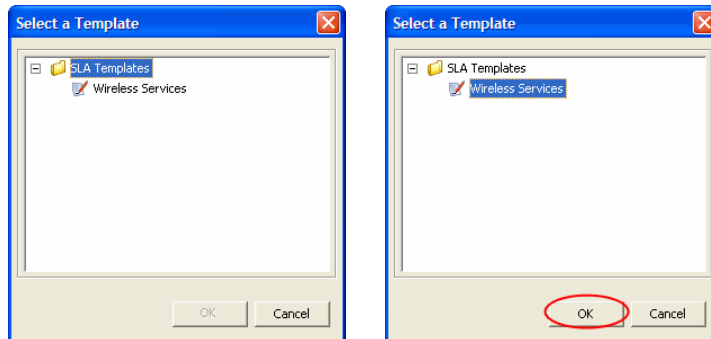 Select a Template
SLA Templates
Wireless Services
OK
Cancel
Select a Template
SLA Templates
Wireless Services
OK
Cancel